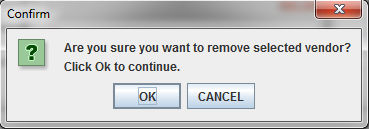 Confirm
Are you sure you want to remove selected vendor?
Click Ok to continue.
OK
CANCEL